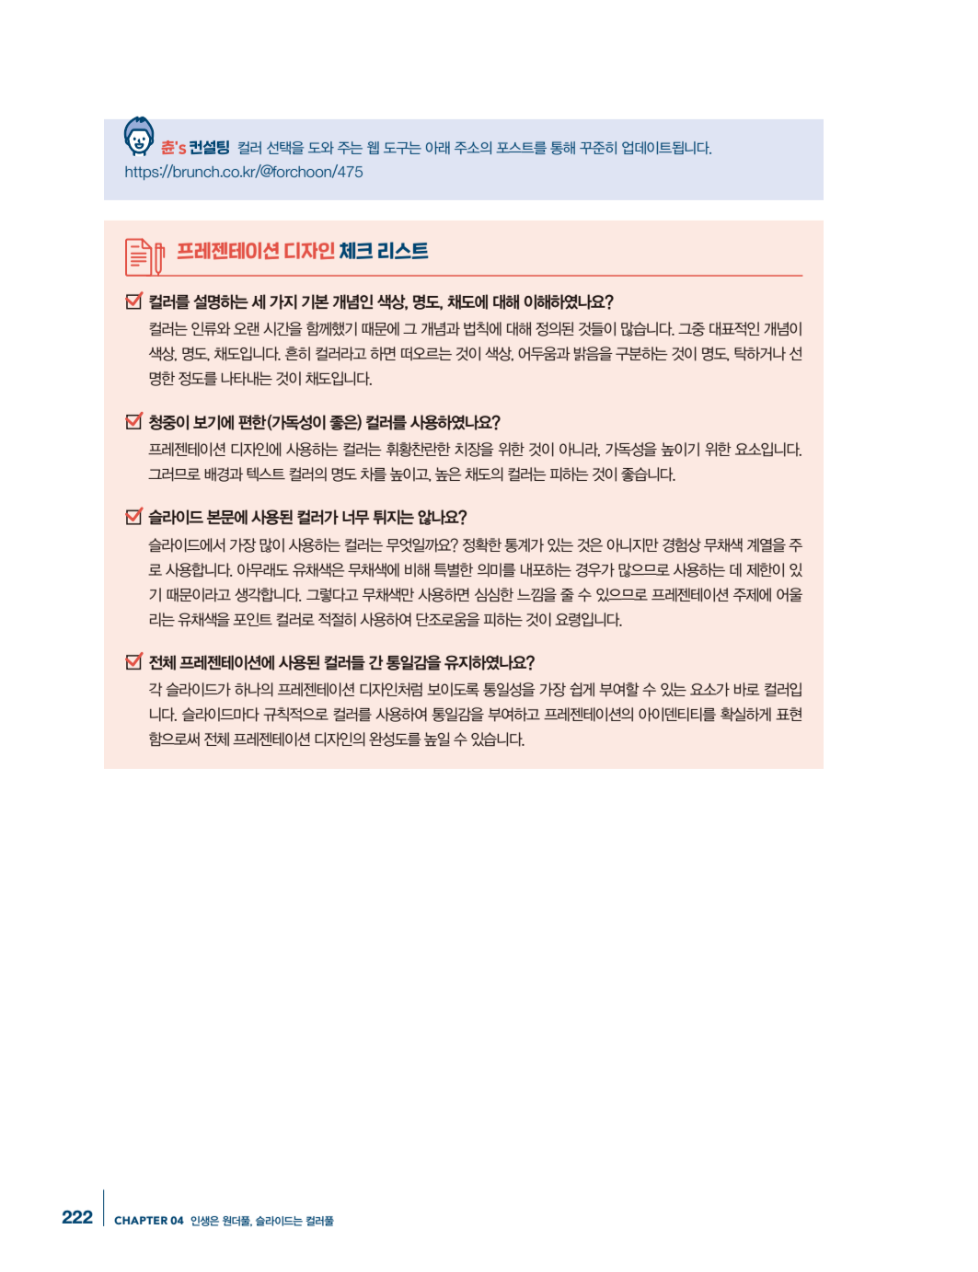 춘's 컨설팅 컬러 선택을 도와 주는 웹 도구는 아래 주소의 포스트를 통해 꾸준히 업데이트됩니다.
https://brunch.co.kr/@forchoon/475
프레젠테이션 디자인 체크 리스트
컬러를 설명하는 세 가지 기본 개념인 색상, 명도, 채도에 대해 이해하였나요?
컬러는 인류와 오랜 시간을 함께했기 때문에 그 개념과 법칙에 대해 정의된 것들이 많습니다. 그중 대표적인 개념이
색상, 명도, 채도입니다. 흔히 컬러라고 하면 떠오르는 것이 색상, 어두움과 밝음을 구분하는 것이 명도, 탁하거나 선
명한 정도를 나타내는 것이 채도입니다.
청중이 보기에 편한(가독성이 좋은) 컬러를 사용하였나요?
프레젠테이션 디자인에 사용하는 컬러는 휘황찬란한 치장을 위한 것이 아니라, 가독성을 높이기 위한 요소입니다.
그러므로 배경과 텍스트 컬러의 명도 차를 높이고, 높은 채도의 컬러는 피하는 것이 좋습니다.
슬라이드 본문에 사용된 컬러가 너무 튀지는 않나요?
슬라이드에서 가장 많이 사용하는 컬러는 무엇일까요? 정확한 통계가 있는 것은 아니지만 경험상 무채색 계열을 주
로 사용합니다. 아무래도 유채색은 무채색에 비해 특별한 의미를 내포하는 경우가 많으므로 사용하는 데 제한이 있
기 때문이라고 생각합니다. 그렇다고 무채색만 사용하면 심심한 느낌을 줄 수 있으므로 프레젠테이션 주제에 어울
리는 유채색을 포인트 컬러로 적절히 사용하여 단조로움을 피하는 것이 요령입니다.
전체 프레젠테이션에 사용된 컬러들 간 통일감을 유지하였나요?
각 슬라이드가 하나의 프레젠테이션 디자인처럼 보이도록 통일성을 가장 쉽게 부여할 수 있는 요소가 바로 컬러입
니다. 슬라이드마다 규칙적으로 컬러를 사용하여 통일감을 부여하고 프레젠테이션의 아이덴티티를 확실하게 표현
함으로써 전체 프레젠테이션 디자인의 완성도를 높일 수 있습니다.
222 CHAPTER 04 인생은 원더풀, 슬라이드는 컬러풀